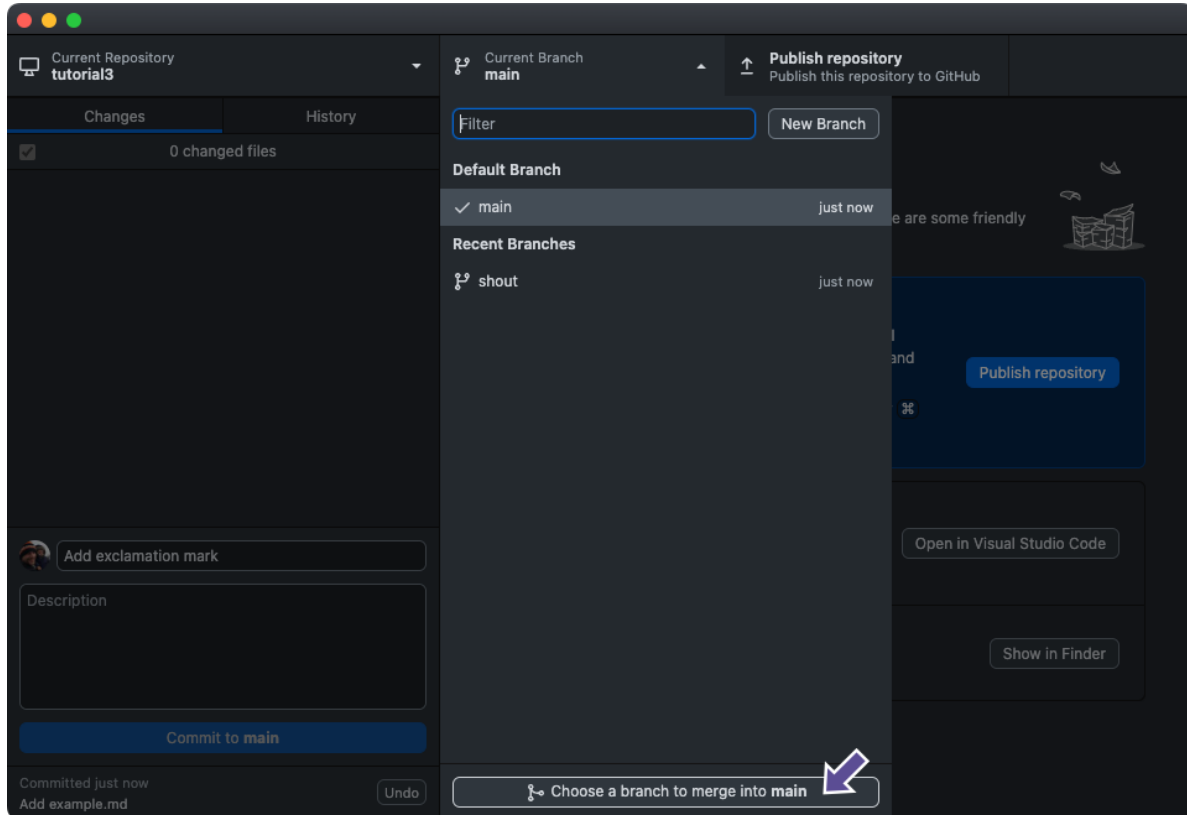 Current Repository
tutorial3
Current Branch
main
Publish repository
Publish this repository to GitHub
Changes
History
0 changed files
Filter
New Branch
Default Branch
main
just now
Recent Branches
shout
just now
e are some friendly
and
Publish repository
⌘
Add exclamation mark
Description
Commit to main
Committed just now
Add example.md
Undo
Open in Visual Studio Code
Show in Finder
Choose a branch to merge into main